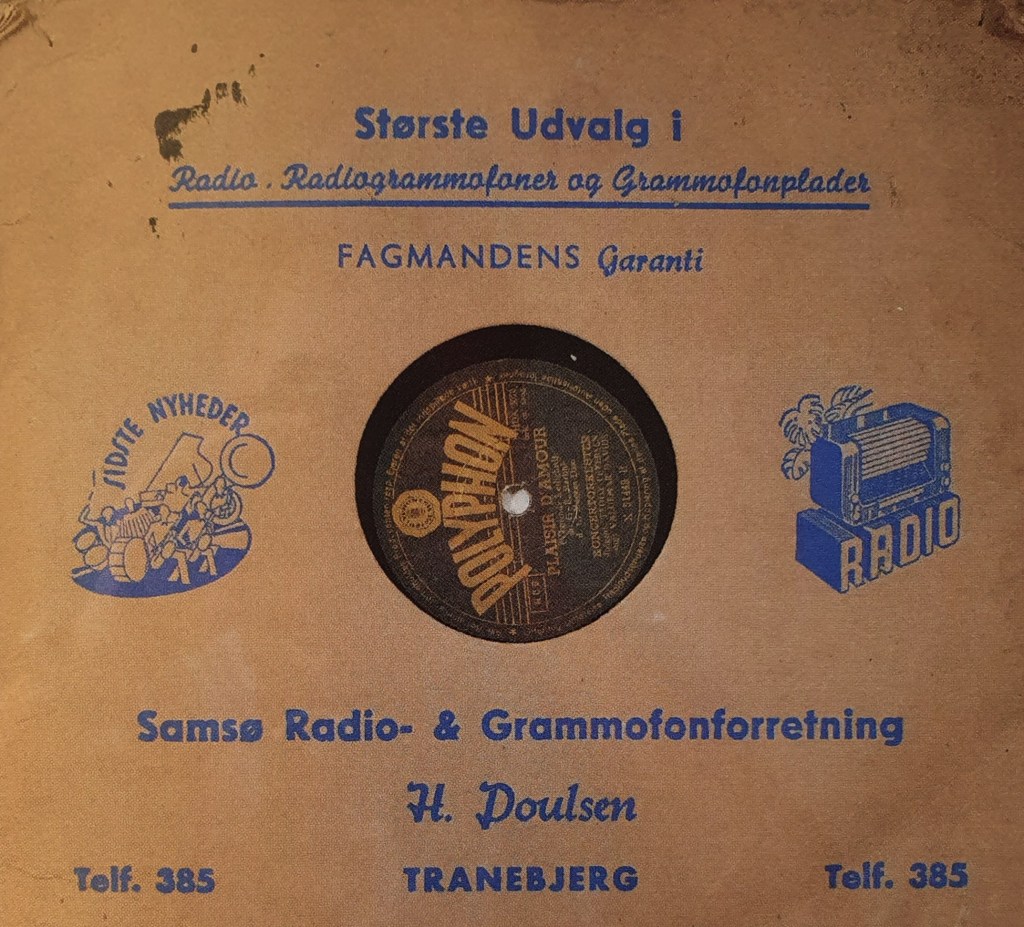 Største Udvalg i
Radio . Radiogrammofoner og Grammofonplader
FAGMANDENS Garanti
SIDSTE NYHEDER
POLYPHON
PLAISIR D'AMOUR
KONCERTORKESTER
RADIO
Samsø Radio- & Grammofonforretning
H. Poulsen
Telf. 385 TRANEBJERG Telf. 385